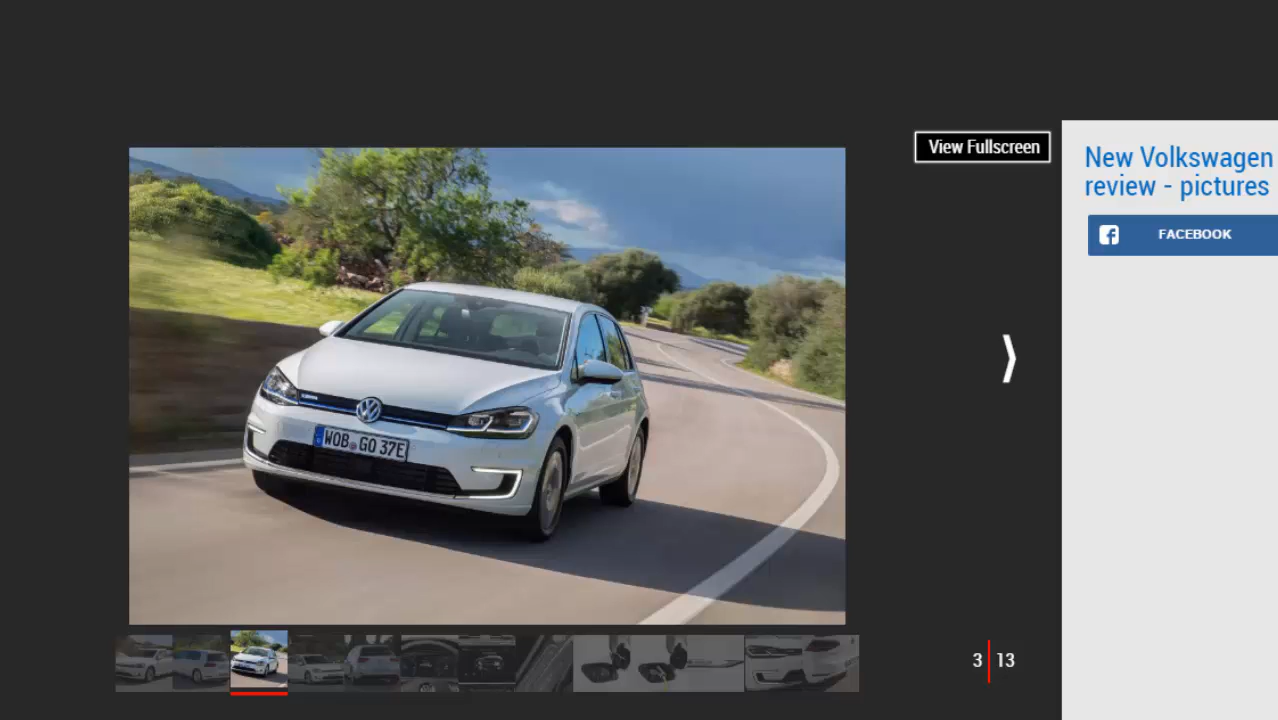 View Fullscreen
New Volkswagen
review - pictures
FACEBOOK
WOB GO 37E
3 13